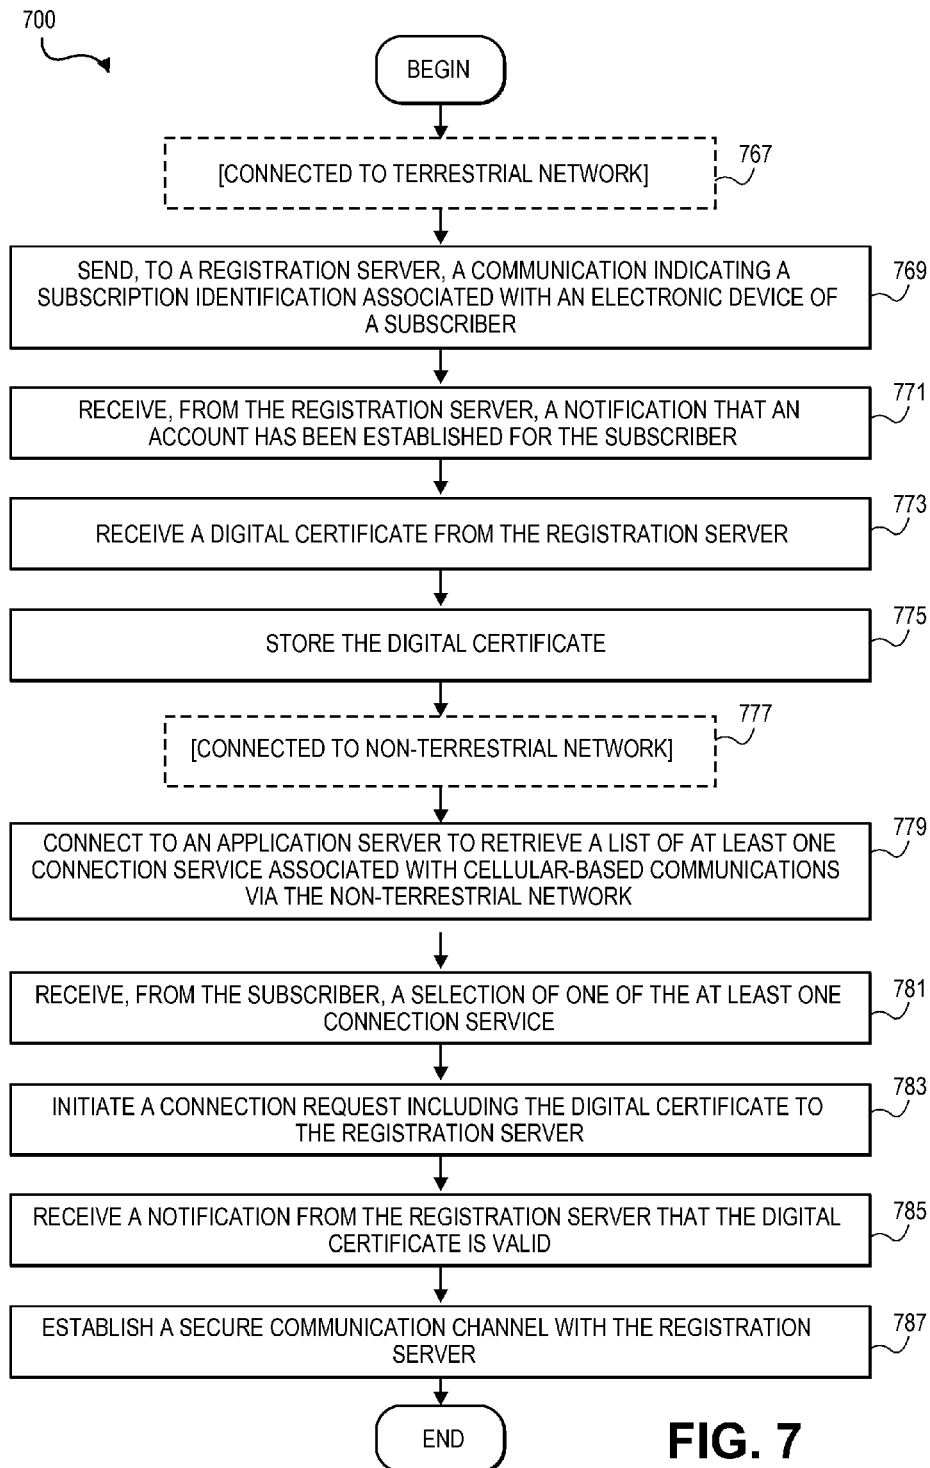 700
BEGIN
[CONNECTED TO TERRESTRIAL NETWORK]
767
SEND, TO A REGISTRATION SERVER, A COMMUNICATION INDICATING A
SUBSCRIPTION IDENTIFICATION ASSOCIATED WITH AN ELECTRONIC DEVICE OF
A SUBSCRIBER
769
RECEIVE, FROM THE REGISTRATION SERVER, A NOTIFICATION THAT AN
ACCOUNT HAS BEEN ESTABLISHED FOR THE SUBSCRIBER
771
RECEIVE A DIGITAL CERTIFICATE FROM THE REGISTRATION SERVER
773
STORE THE DIGITAL CERTIFICATE
775
[CONNECTED TO NON-TERRESTRIAL NETWORK]
777
CONNECT TO AN APPLICATION SERVER TO RETRIEVE A LIST OF AT LEAST ONE
CONNECTION SERVICE ASSOCIATED WITH CELLULAR-BASED COMMUNICATIONS
VIA THE NON-TERRESTRIAL NETWORK
779
RECEIVE, FROM THE SUBSCRIBER, A SELECTION OF ONE OF THE AT LEAST ONE
CONNECTION SERVICE
781
INITIATE A CONNECTION REQUEST INCLUDING THE DIGITAL CERTIFICATE TO
THE REGISTRATION SERVER
783
RECEIVE A NOTIFICATION FROM THE REGISTRATION SERVER THAT THE DIGITAL
CERTIFICATE IS VALID
785
ESTABLISH A SECURE COMMUNICATION CHANNEL WITH THE REGISTRATION
SERVER
787
END
FIG. 7